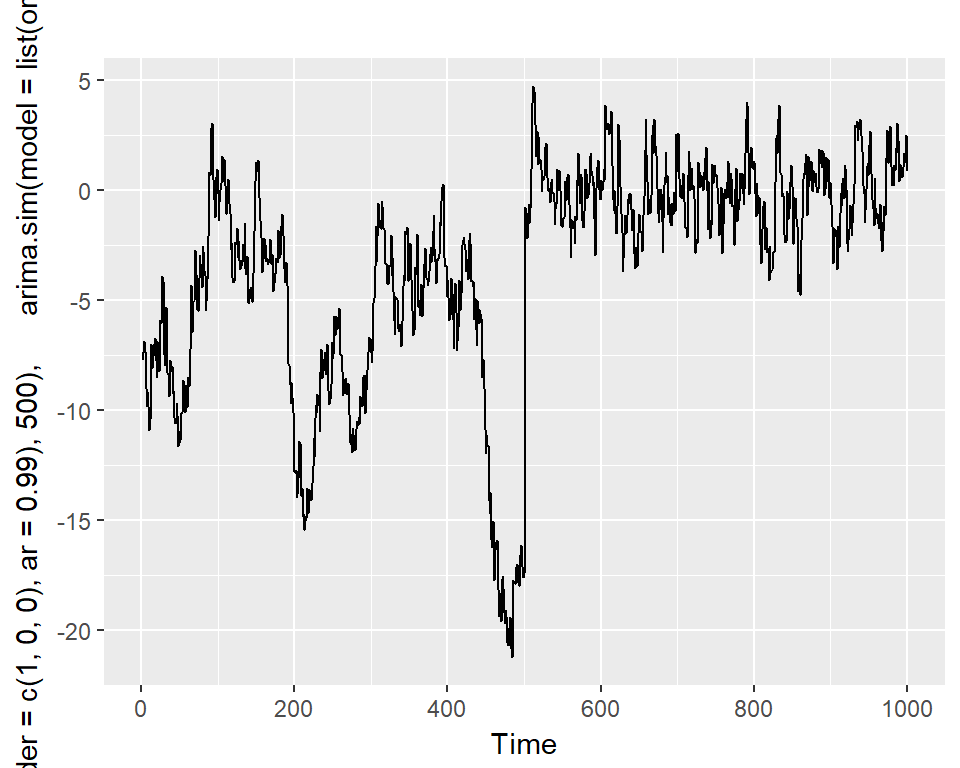 der = c(1, 0, 0), ar = 0.99), 500), arima.sim(model = list(or
5
0
-5
-10
-15
-20
0 200 400 600 800 1000
Time